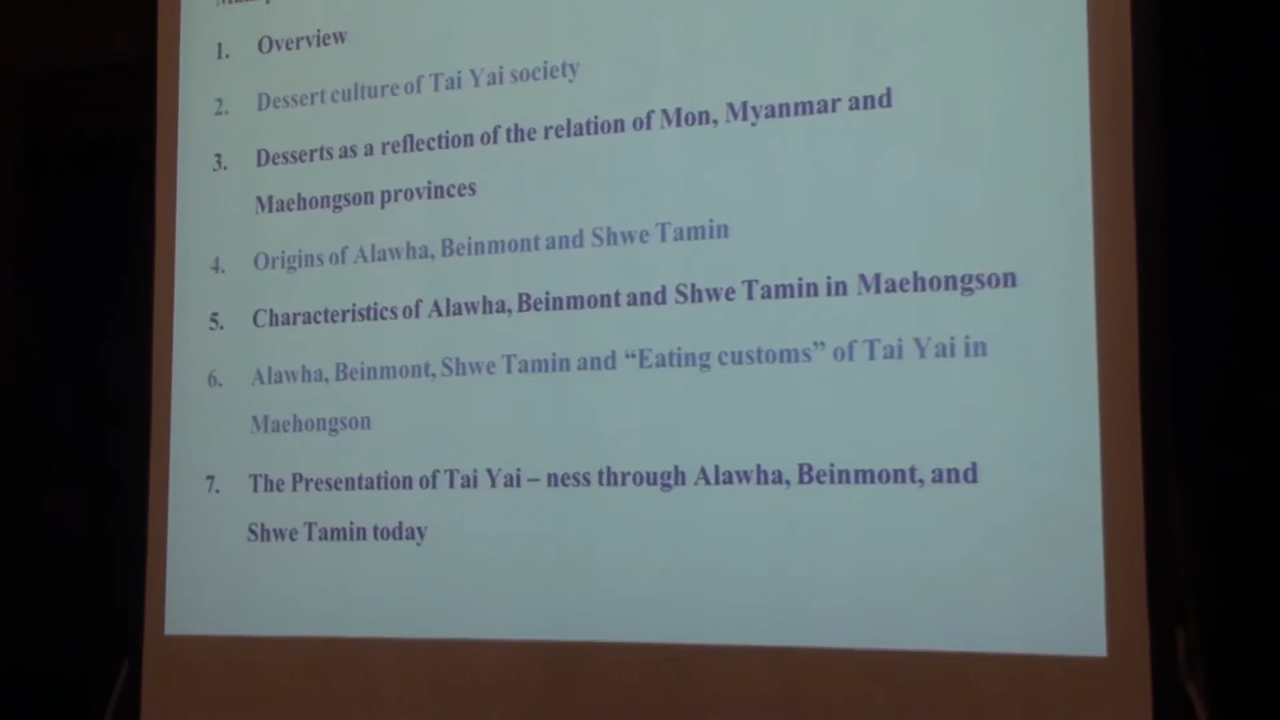 1. Overview
2. Dessert culture of Tai Yai society
3. Desserts as a reflection of the relation of Mon, Myanmar and
Maehongson provinces
4. Origins of Alawha, Beinmont and Shwe Tamin
5. Characteristics of Alawha, Beinmont and Shwe Tamin in Maehongson
6. Alawha, Beinmont, Shwe Tamin and “Eating customs” of Tai Yai in
Maehongson
7. The Presentation of Tai Yai – ness through Alawha, Beinmont, and
Shwe Tamin today